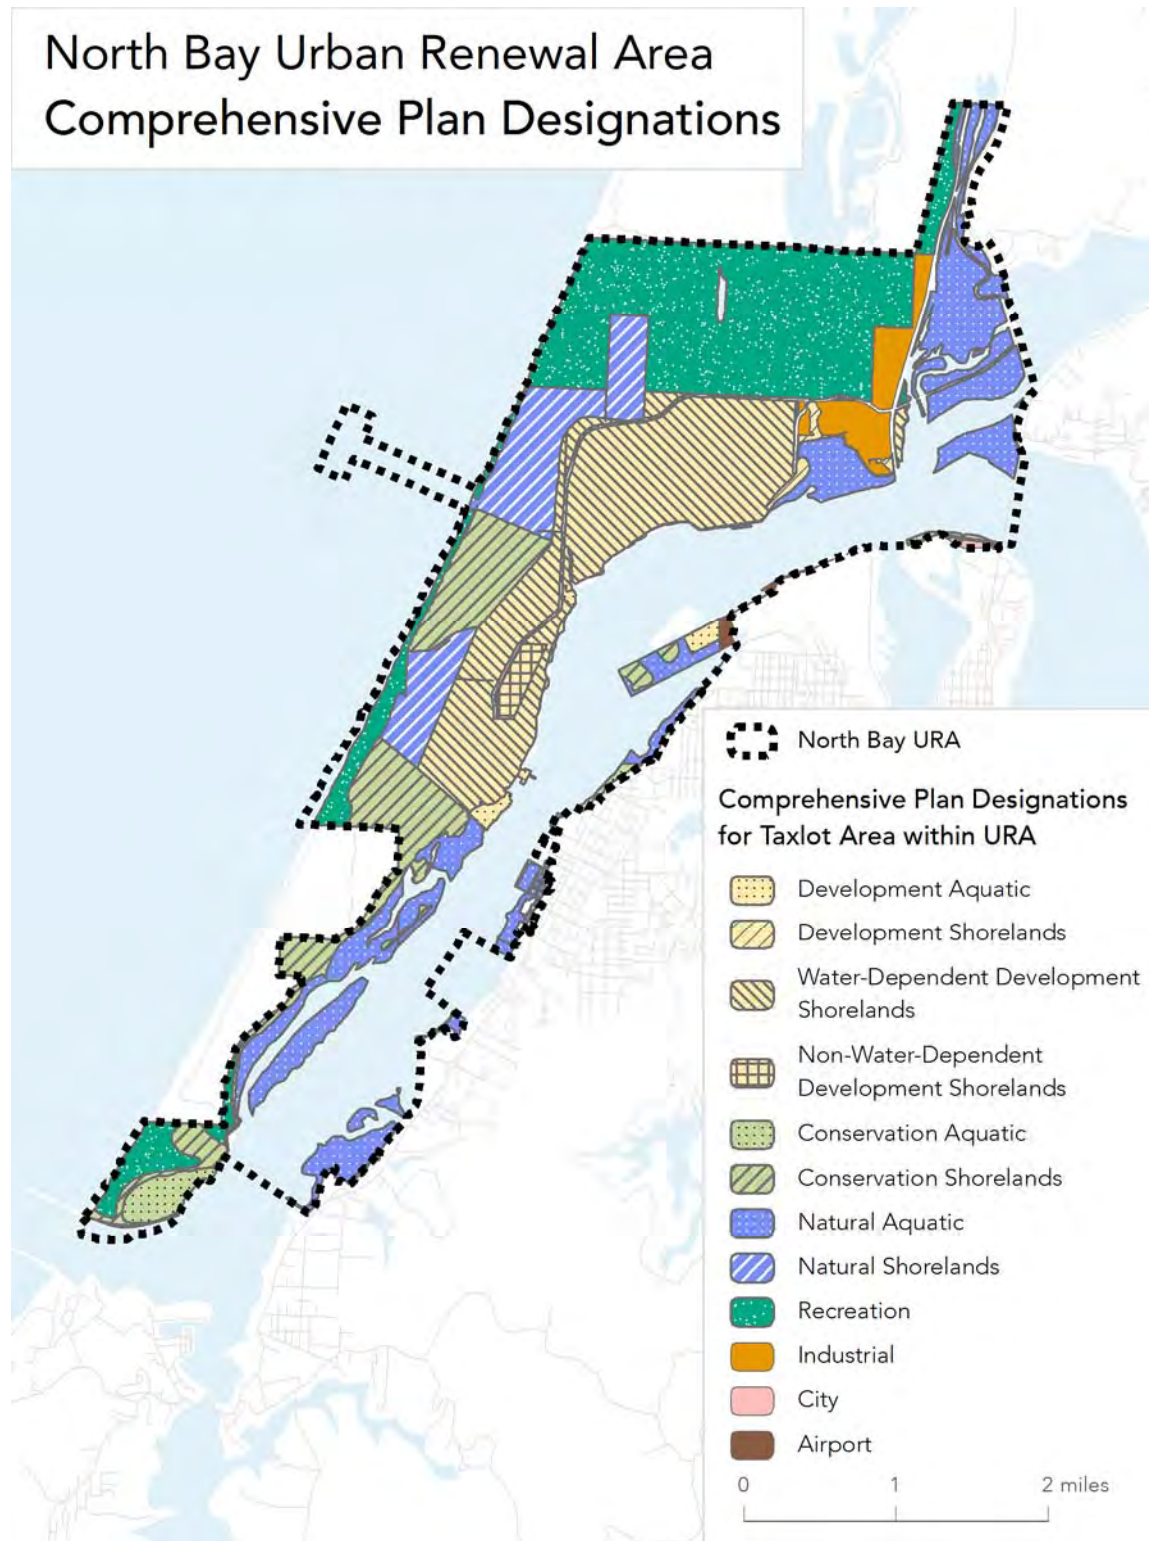 North Bay Urban Renewal Area
Comprehensive Plan Designations
North Bay URA
Comprehensive Plan Designations
for Taxlot Area within URA
Development Aquatic
Development Shorelands
Water-Dependent Development
Shorelands
Non-Water-Dependent
Development Shorelands
Conservation Aquatic
Conservation Shorelands
Natural Aquatic
Natural Shorelands
Recreation
Industrial
City
Airport
0 1 2 miles